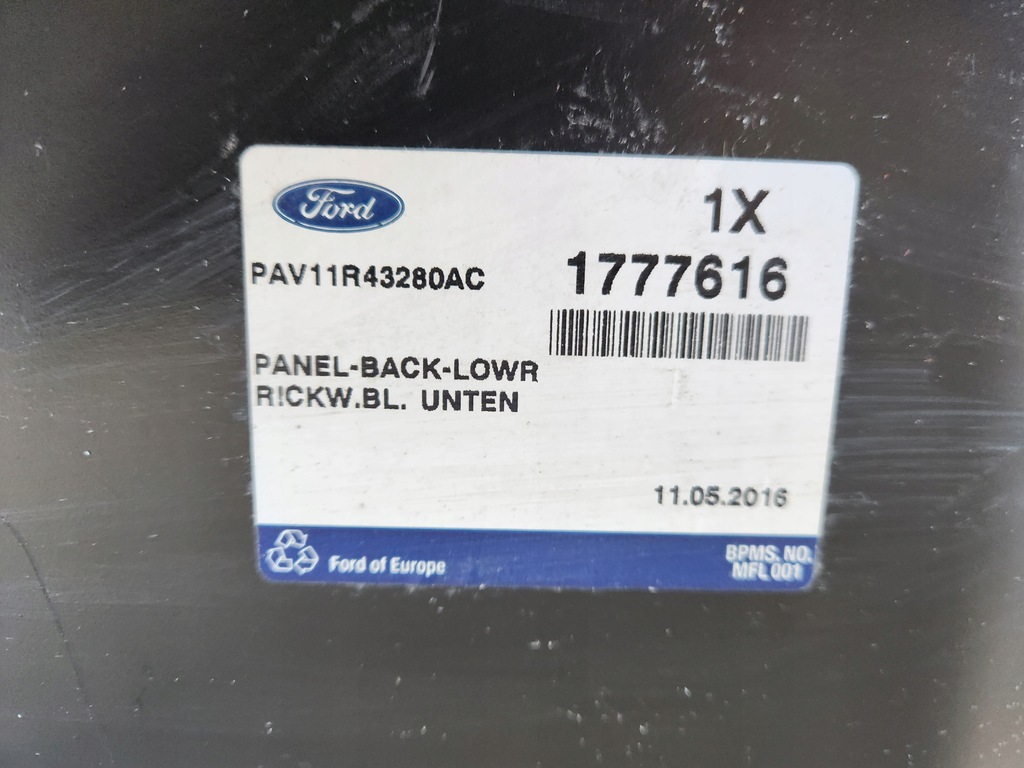 Ford
1X
PAV11R43280AC
1777616
PANEL-BACK-LOWR
R!CKW.BL. UNTEN
11.05.2016
Ford of Europe
BPMS. NO.
MFL 001